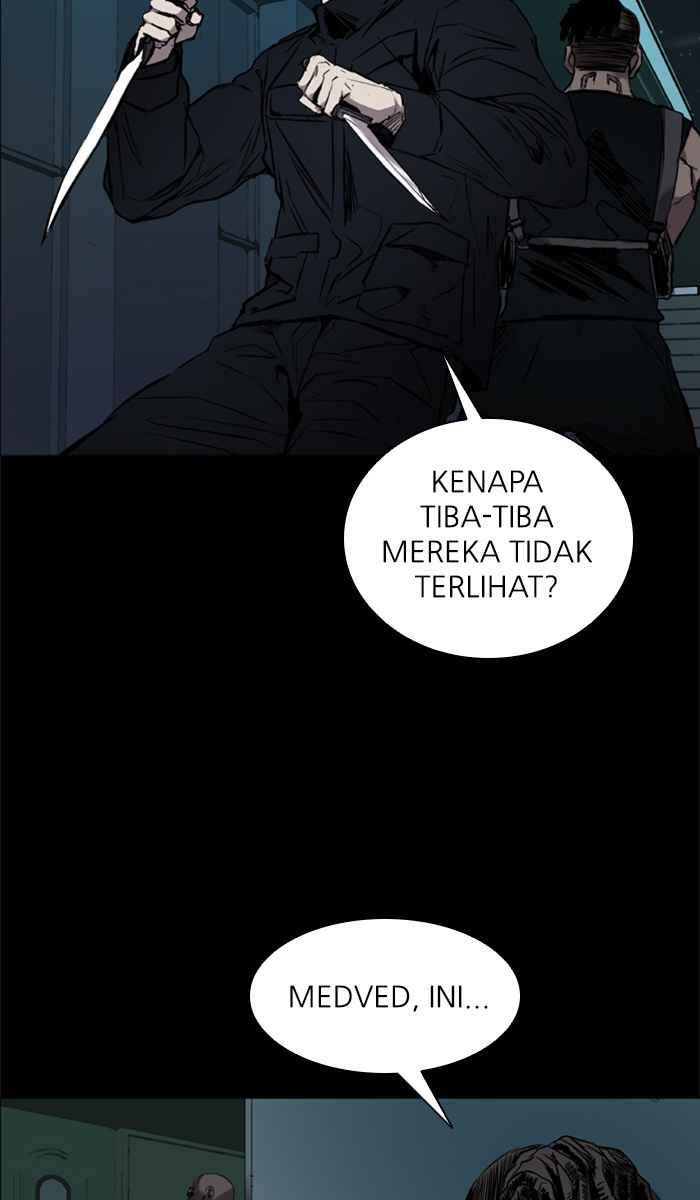 KENAPA
TIBA-TIBA
MEREKA TIDAK
TERLIHAT?
MEDVED, INI...